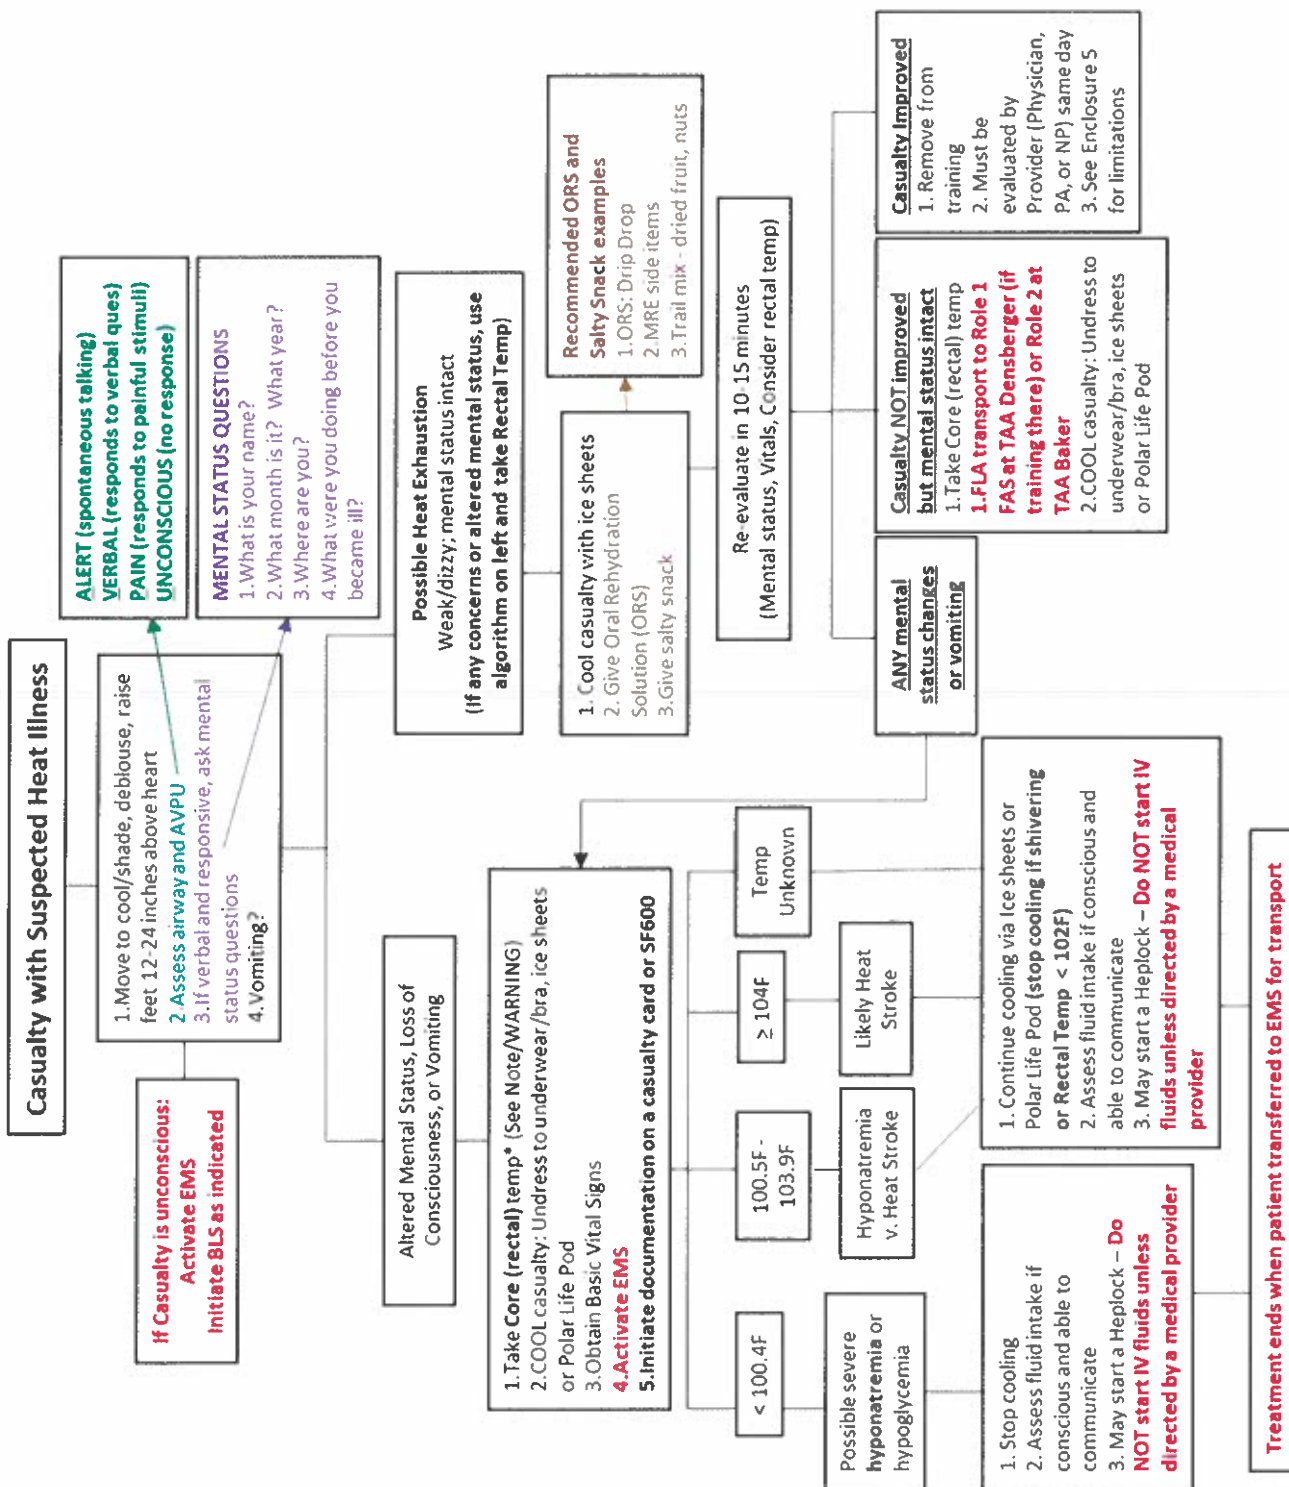 Casualty with Suspected Heat Illness
If Casualty is unconscious:
Activate EMS
Initiate BLS as indicated
1.Move to cool/shade, deblouse, raise
feet 12-24 inches above heart
2.Assess airway and AVPU
3.If verbal and responsive, ask mental
status questions
4.Vomiting?
ALERT (spontaneous talking)
VERBAL (responds to verbal ques)
PAIN (responds to painful stimuli)
UNCONSCIOUS (no response)
MENTAL STATUS QUESTIONS
1.What is your name?
2.What month is it? What year?
3.Where are you?
4.What were you doing before you
became ill?
Altered Mental Status, Loss of
Consciousness, or Vomiting
Possible Heat Exhaustion
Weak/dizzy; mental status intact
(If any concerns or altered mental status, use
algorithm on left and take Rectal Temp)
1.Take Core (rectal) temp* (See Note/WARNING)
2.COOL casualty: Undress to underwear/bra, ice sheets
or Polar Life Pod
3.Obtain Basic Vital Signs
4.Activate EMS
5.Initiate documentation on a casualty card or SF600
1. Cool casualty with ice sheets
2. Give Oral Rehydration
Solution (ORS)
3.Give salty snack
Recommended ORS and
Salty Snack examples
1.ORS: Drip Drop
2.MRE side items
3.Trail mix - dried fruit, nuts
Re-evaluate in 10-15 minutes
(Mental status, Vitals, Consider rectal temp)
< 100.4F
100.5F -
103.9F
≥ 104F
Temp
Unknown
Possible severe
hyponatremia or
hypoglycemia
Hyponatremia
v. Heat Stroke
Likely Heat
Stroke
ANY mental
status changes
or vomiting
Casualty NOT improved
but mental status intact
1.Take Core (rectal) temp
1.FLA transport to Role 1
FAS at TAA Densberger (if
training there) or Role 2 at
TAA Baker
2.COOL casualty: Undress to
underwear/bra, ice sheets
or Polar Life Pod
Casualty Improved
1. Remove from
training
2. Must be
evaluated by
Provider (Physician,
PA, or NP) same day
3. See Enclosure 5
for limitations
1. Stop cooling
2. Assess fluid intake if
conscious and able to
communicate
3. May start a Heplock – Do
NOT start IV fluids unless
directed by a medical provider
1. Continue cooling via Ice sheets or
Polar Life Pod (stop cooling if shivering
or Rectal Temp < 102F)
2. Assess fluid intake if conscious and
able to communicate
3. May start a Heplock – Do NOT start IV
fluids unless directed by a medical
provider
Treatment ends when patient transferred to EMS for transport